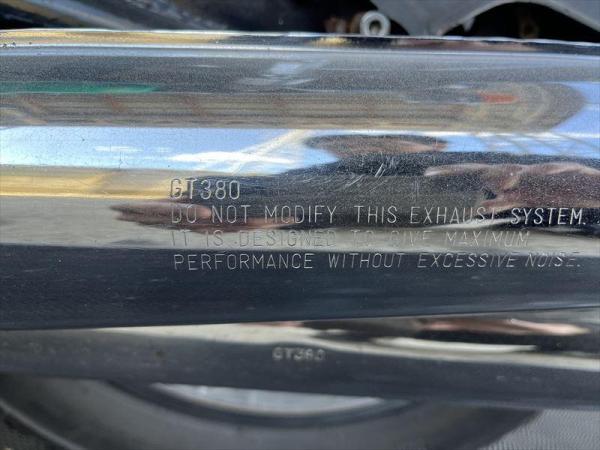 GT380
DO NOT MODIFY THIS EXHAUST SYSTEM.
IT IS DESIGNED TO GIVE MAXIMUM
PERFORMANCE WITHOUT EXCESSIVE NOISE.
GT380